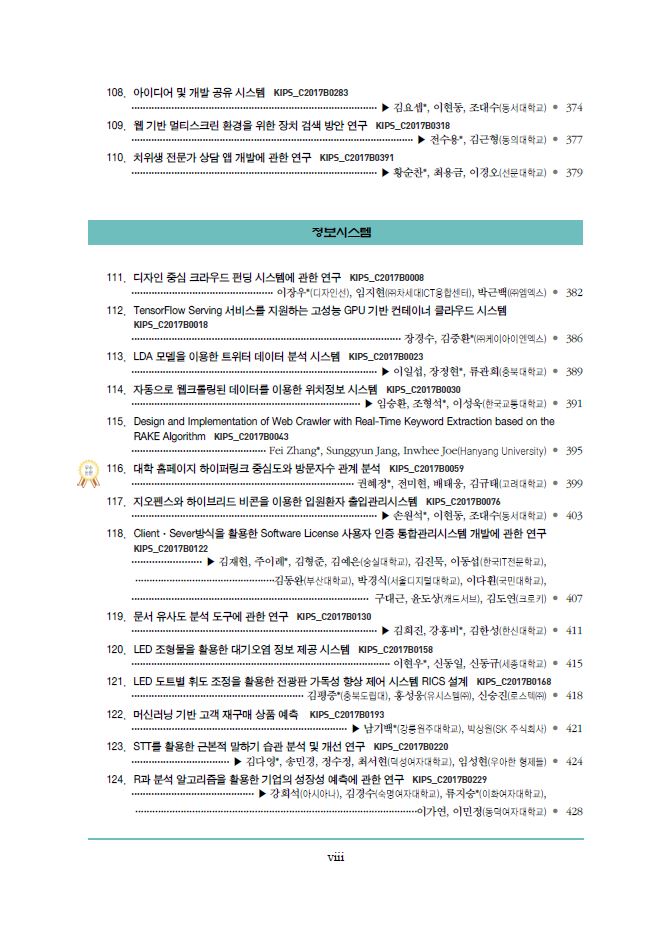 108. 아이디어 및 개발 공유 시스템 KIPS_C2017B0283
▶ 김요셉*, 이현동, 조대수(동서대학교) ● 374
109. 웹 기반 멀티스크린 환경을 위한 장치 검색 방안 연구 KIPS_C2017B0318
▶ 전수용*, 김근형(동의대학교) ● 377
110. 치위생 전문가 상담 앱 개발에 관한 연구 KIPS_C2017B0391
▶ 황순찬*, 최용금, 이경오(선문대학교) ● 379
정보시스템
111. 디자인 중심 크라우드 펀딩 시스템에 관한 연구 KIPS_C2017B0008
이장우*(디자인선), 임지현(㈜차세대ICT융합센터), 박근백(㈜엠엑스) ● 382
112. TensorFlow Serving 서비스를 지원하는 고성능 GPU 기반 컨테이너 클라우드 시스템
KIPS_C2017B0018
장경수, 김중환*(㈜케이아이엔엑스) ● 386
113. LDA 모델을 이용한 트위터 데이터 분석 시스템 KIPS_C2017B0023
▶ 이일섭, 장정현*, 류관희(충북대학교) ● 389
114. 자동으로 웹크롤링된 데이터를 이용한 위치정보 시스템 KIPS_C2017B0030
▶ 임승환, 조형석*, 이성욱(한국교통대학교) ● 391
115. Design and Implementation of Web Crawler with Real-Time Keyword Extraction based on the
RAKE Algorithm KIPS_C2017B0043
Fei Zhang*, Sunggyun Jang, Inwhee Joe(Hanyang University) ● 395
116. 대학 홈페이지 하이퍼링크 중심도와 방문자수 관계 분석 KIPS_C2017B0059
권혜정*, 전미현, 배태웅, 김규태(고려대학교) ● 399
117. 지오펜스와 하이브리드 비콘을 이용한 입원환자 출입관리시스템 KIPS_C2017B0076
▶ 손원석*, 이현동, 조대수(동서대학교) ● 403
118. Client・Sever방식을 활용한 Software License 사용자 인증 통합관리시스템 개발에 관한 연구
KIPS_C2017B0122
▶ 김재현, 주이래*, 김형준, 김예은(숭실대학교), 김진묵, 이동섭(한국IT전문학교),
김동완(부산대학교), 박경식(서울디지털대학교), 이다훤(국민대학교),
구대근, 윤도상(캐드서브), 김도연(크로키) ● 407
119. 문서 유사도 분석 도구에 관한 연구 KIPS_C2017B0130
▶ 김희진, 강홍비*, 김한성(한신대학교) ● 411
120. LED 조형물을 활용한 대기오염 정보 제공 시스템 KIPS_C2017B0158
이현우*, 신동일, 신동규(세종대학교) ● 415
121. LED 도트별 휘도 조정을 활용한 전광판 가독성 향상 제어 시스템 RICS 설계 KIPS_C2017B0168
김평중*(충북도립대), 홍성웅(유시스템㈜), 신승진(로스텍㈜) ● 418
122. 머신러닝 기반 고객 재구매 상품 예측 KIPS_C2017B0193
▶ 남기백*(강릉원주대학교), 박상원(SK 주식회사) ● 421
123. STT를 활용한 근본적 말하기 습관 분석 및 개선 연구 KIPS_C2017B0220
▶ 김다영*, 송민경, 정수정, 최서현(덕성여자대학교), 임성현(우아한 형제들) ● 424
124. R과 분석 알고리즘을 활용한 기업의 성장성 예측에 관한 연구 KIPS_C2017B0229
▶ 강희석(아시아나), 김경수(숙명여자대학교), 류지승*(이화여자대학교),
이가연, 이민정(동덕여자대학교) ● 428
viii